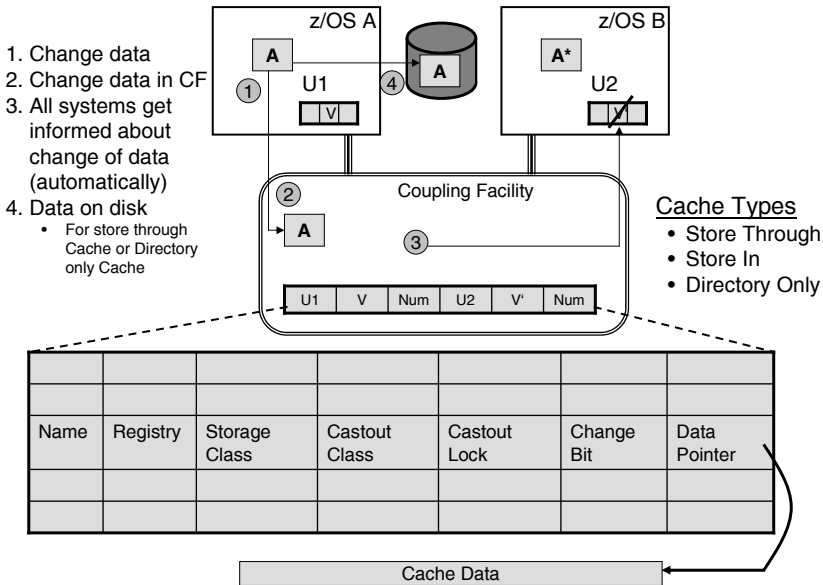 z/OS A
z/OS B
A
A
A*
1. Change data
2. Change data in CF
3. All systems get
informed about
change of data
(automatically)
4. Data on disk
• For store through
Cache or Directory
only Cache
1
4
U1
U2
V
V'
2
Coupling Facility
A
3
Cache Types
• Store Through
• Store In
• Directory Only
U1 V Num U2 V' Num
Name Registry Storage Class Castout Class Castout Lock Change Bit Data Pointer
Cache Data